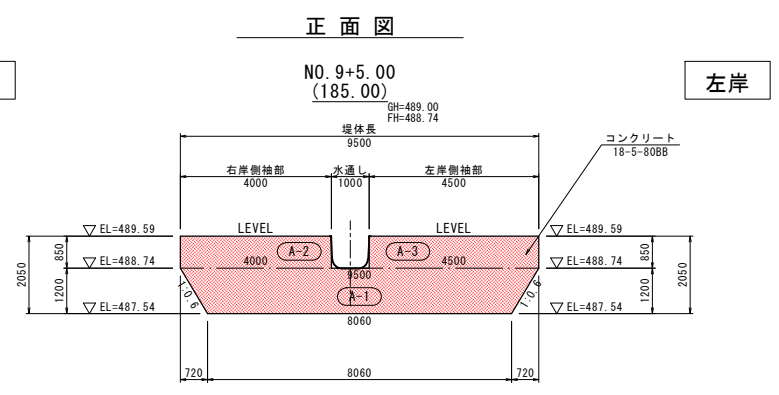 正面図
NO.9+5.00
(185.00)
GH=489.00
FH=488.74
左岸
堤体長
9500
コンクリート
18-5-80BB
右岸側袖部
水通し
左岸側袖部
4000
1000
4500
EL=489.59
LEVEL
LEVEL
EL=489.59
A-2
A-3
850
850
EL=488.74
4000
4500
EL=488.74
9500
2050
2050
A-1
1200
1200
1:0.6
1:0.6
EL=487.54
EL=487.54
8060
720
8060
720